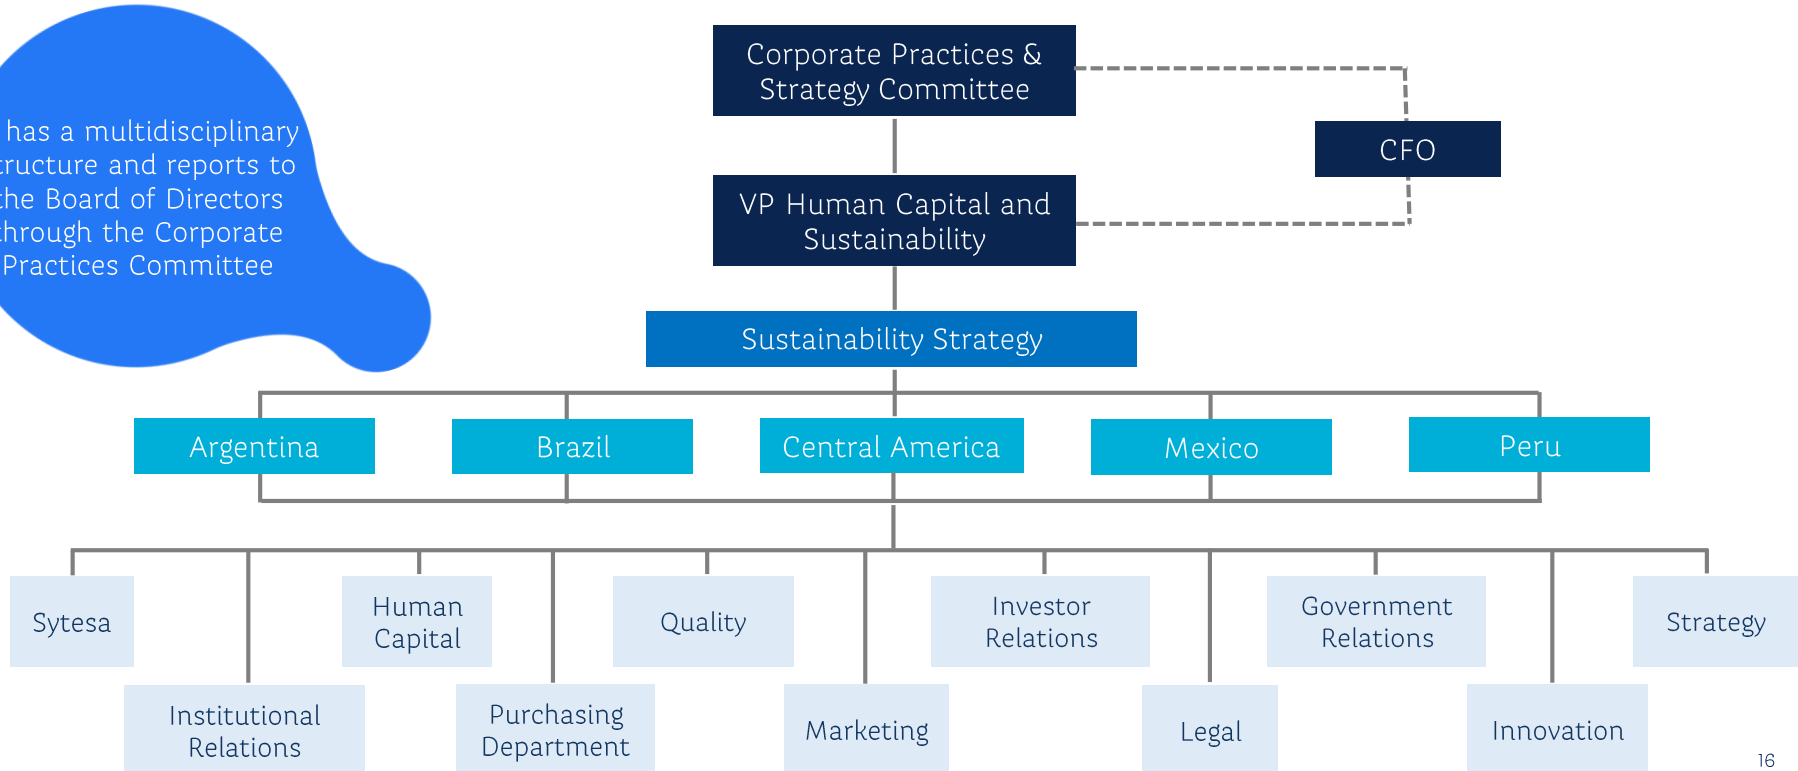 has a multidisciplinary
ructure and reports to
he Board of Directors
hrough the Corporate
Practices Committee
Corporate Practices &
Strategy Committee
CFO
VP Human Capital and
Sustainability
Sustainability Strategy
Argentina
Brazil
Central America
Mexico
Peru
Sytesa
Human
Capital
Quality
Investor
Relations
Government
Relations
Strategy
Institutional
Relations
Purchasing
Department
Marketing
Legal
Innovation
16